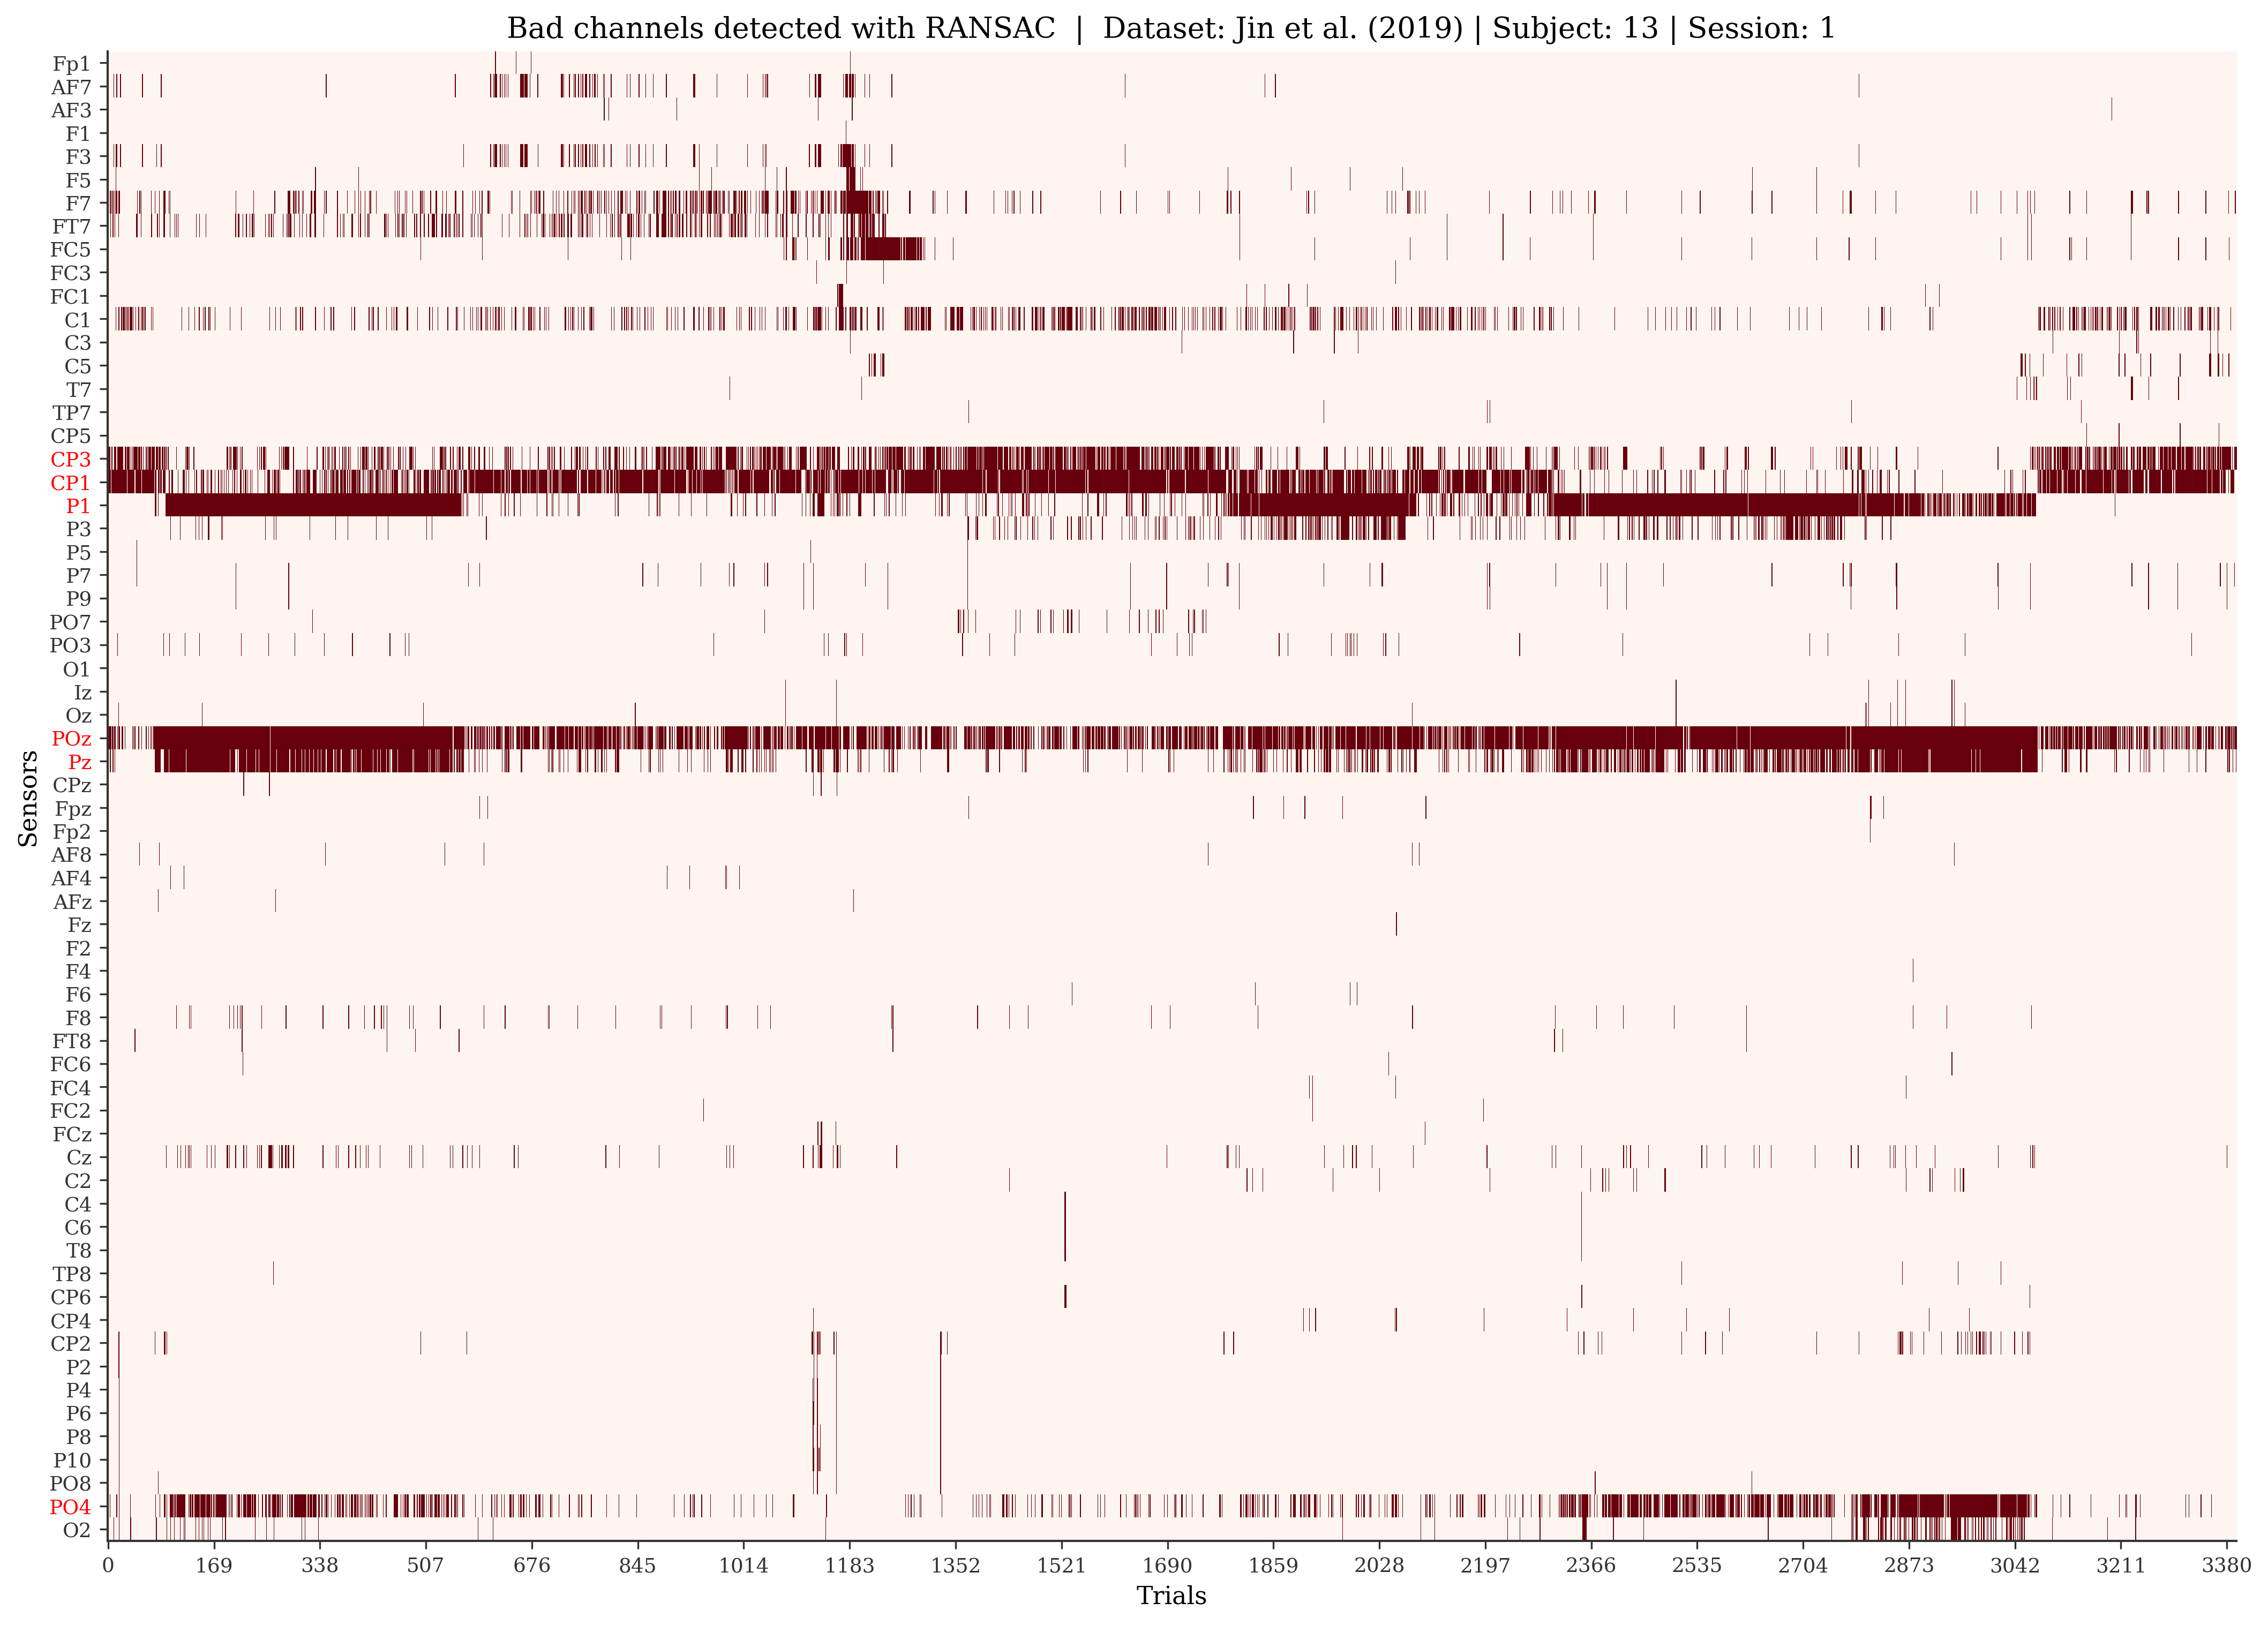 Bad channels detected with RANSAC | Dataset: Jin et al. (2019) | Subject: 13 | Session: 1
Sensors
Fp1
AF7
AF3
F1
F3
F5
F7
FT7
FC5
FC3
FC1
C1
C3
C5
T7
TP7
CP5
CP3
CP1
P1
P3
P5
P7
P9
PO7
PO3
O1
Iz
Oz
POz
Pz
CPz
Fpz
Fp2
AF8
AF4
AFz
Fz
F2
F4
F6
F8
FT8
FC6
FC4
FC2
FCz
Cz
C2
C4
C6
T8
TP8
CP6
CP4
CP2
P2
P4
P6
P8
P10
PO8
PO4
O2
0 169 338 507 676 845 1014 1183 1352 1521 1690 1859 2028 2197 2366 2535 2704 2873 3042 3211 3380
Trials